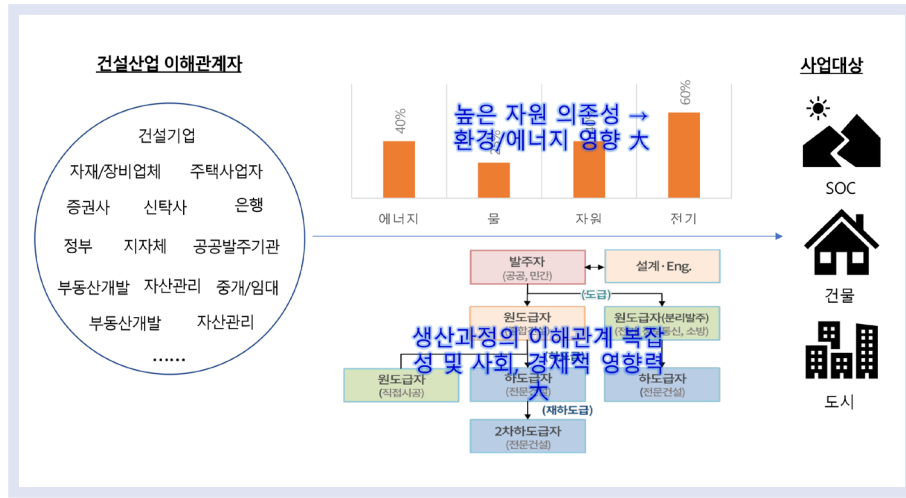 건설산업 이해관계자
건설기업
자재/장비업체 주택사업자
증권사 신탁사 은행
정부 지자체 공공발주기관
부동산개발 자산관리 중개/임대
부동산개발 자산관리
......
높은 자원 의존성 →
환경/에너지 영향 大
40%
60%
에너지 물 자원 전기
발주자
(공공, 민간)
설계·Eng.
(도급)
원도급자
원도급자(분리발주)
생산과정의 이해관계 복잡
성 및 사회, 경제적 영향력
大
원도급자
(직접시공)
하도급자
(전문건설)
하도급자
(전문건설)
(재하도급)
2차하도급자
(전문건설)
사업대상
SOC
건물
도시